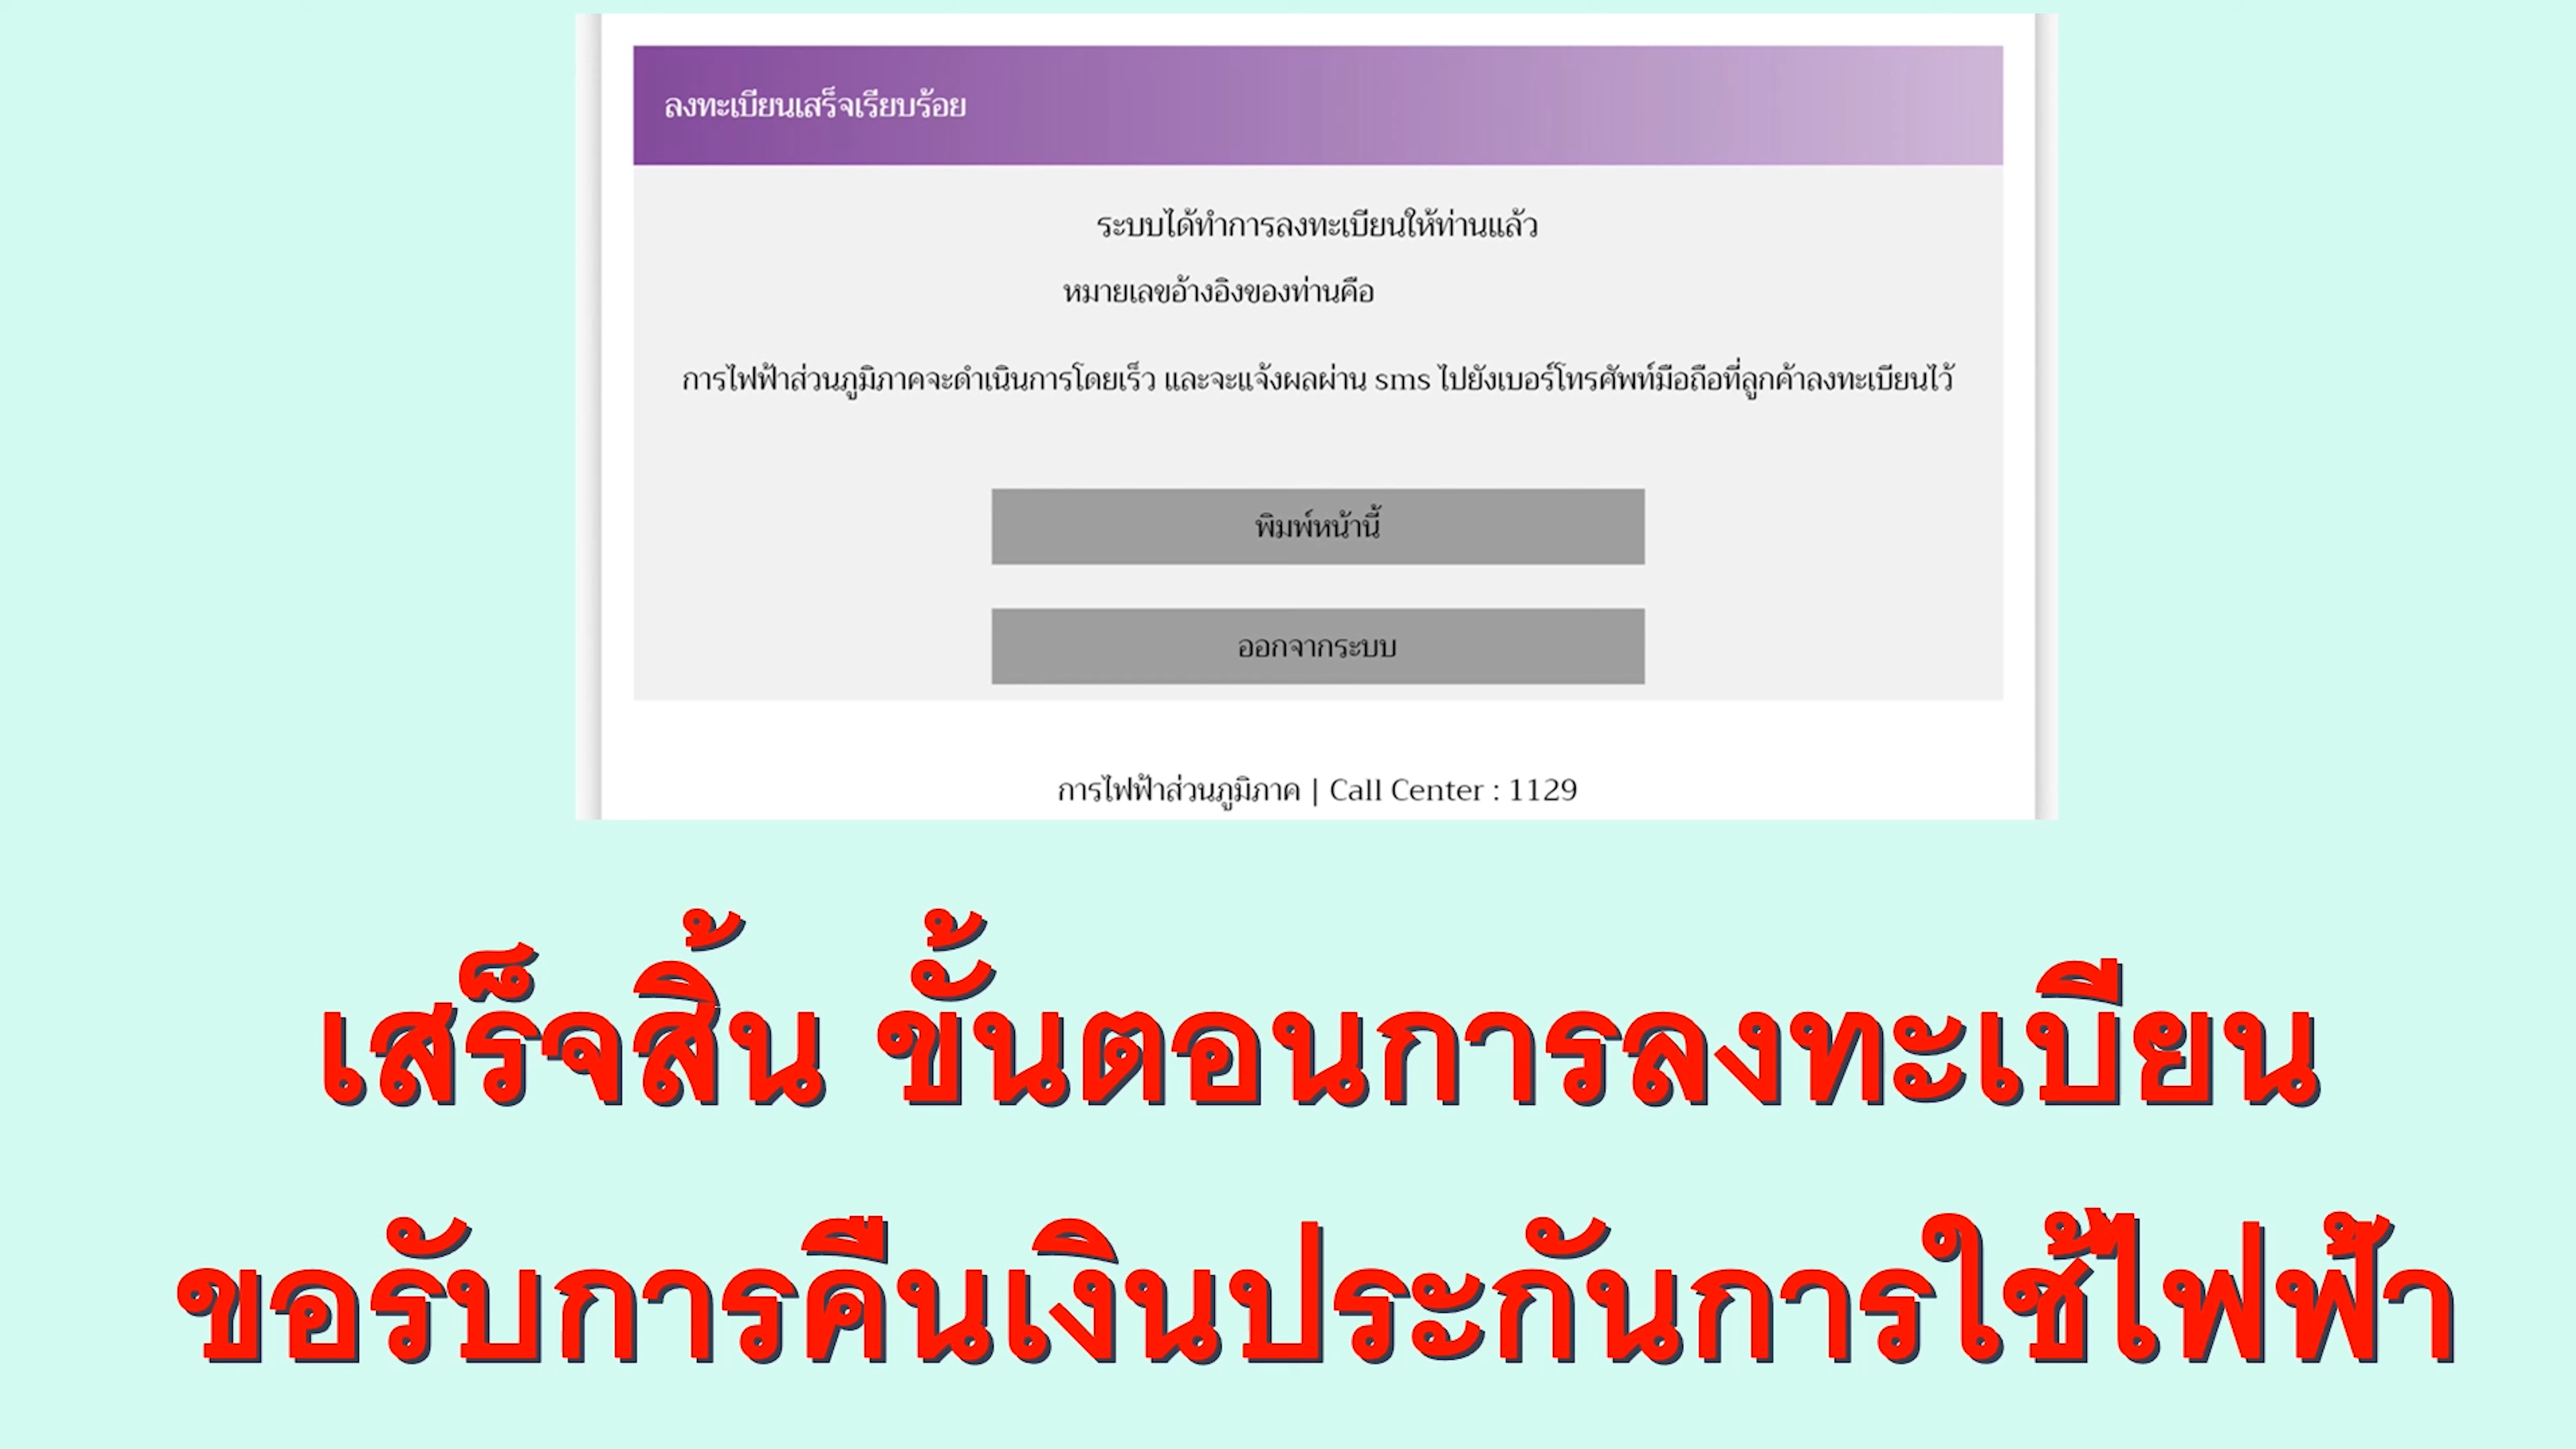 ลงทะเบียนเสร็จเรียบร้อย
ระบบได้ทำการลงทะเบียนให้ท่านแล้ว
หมายเลขอ้างอิงของท่านคือ
การไฟฟ้าส่วนภูมิภาคจะดำเนินการโดยเร็ว และจะแจ้งผลผ่าน sms ไปยังเบอร์โทรศัพท์มือถือที่ลูกค้าลงทะเบียนไว้
พิมพ์หน้านี้
ออกจากระบบ
การไฟฟ้าส่วนภูมิภาค | Call Center : 1129
เสร็จสิ้น ขั้นตอนการลงทะเบียน
ขอรับการคืนเงินประกันการใช้ไฟฟ้า